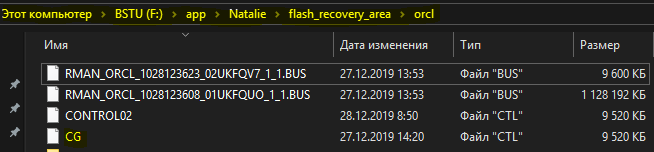 Этот компьютер > BSTU (F:) > app > Natalie > flash_recovery_area > orcl
Имя Дата изменения Тип Размер
RMAN_ORCL_1028123623_02UKFQV7_1_1.BUS 27.12.2019 13:53 Файл "BUS" 9 600 КБ
RMAN_ORCL_1028123608_01UKFQUO_1_1.BUS 27.12.2019 13:53 Файл "BUS" 1 128 192 КБ
CONTROL02 28.12.2019 8:50 Файл "CTL" 9 520 КБ
CG 27.12.2019 14:20 Файл "CTL" 9 520 КБ